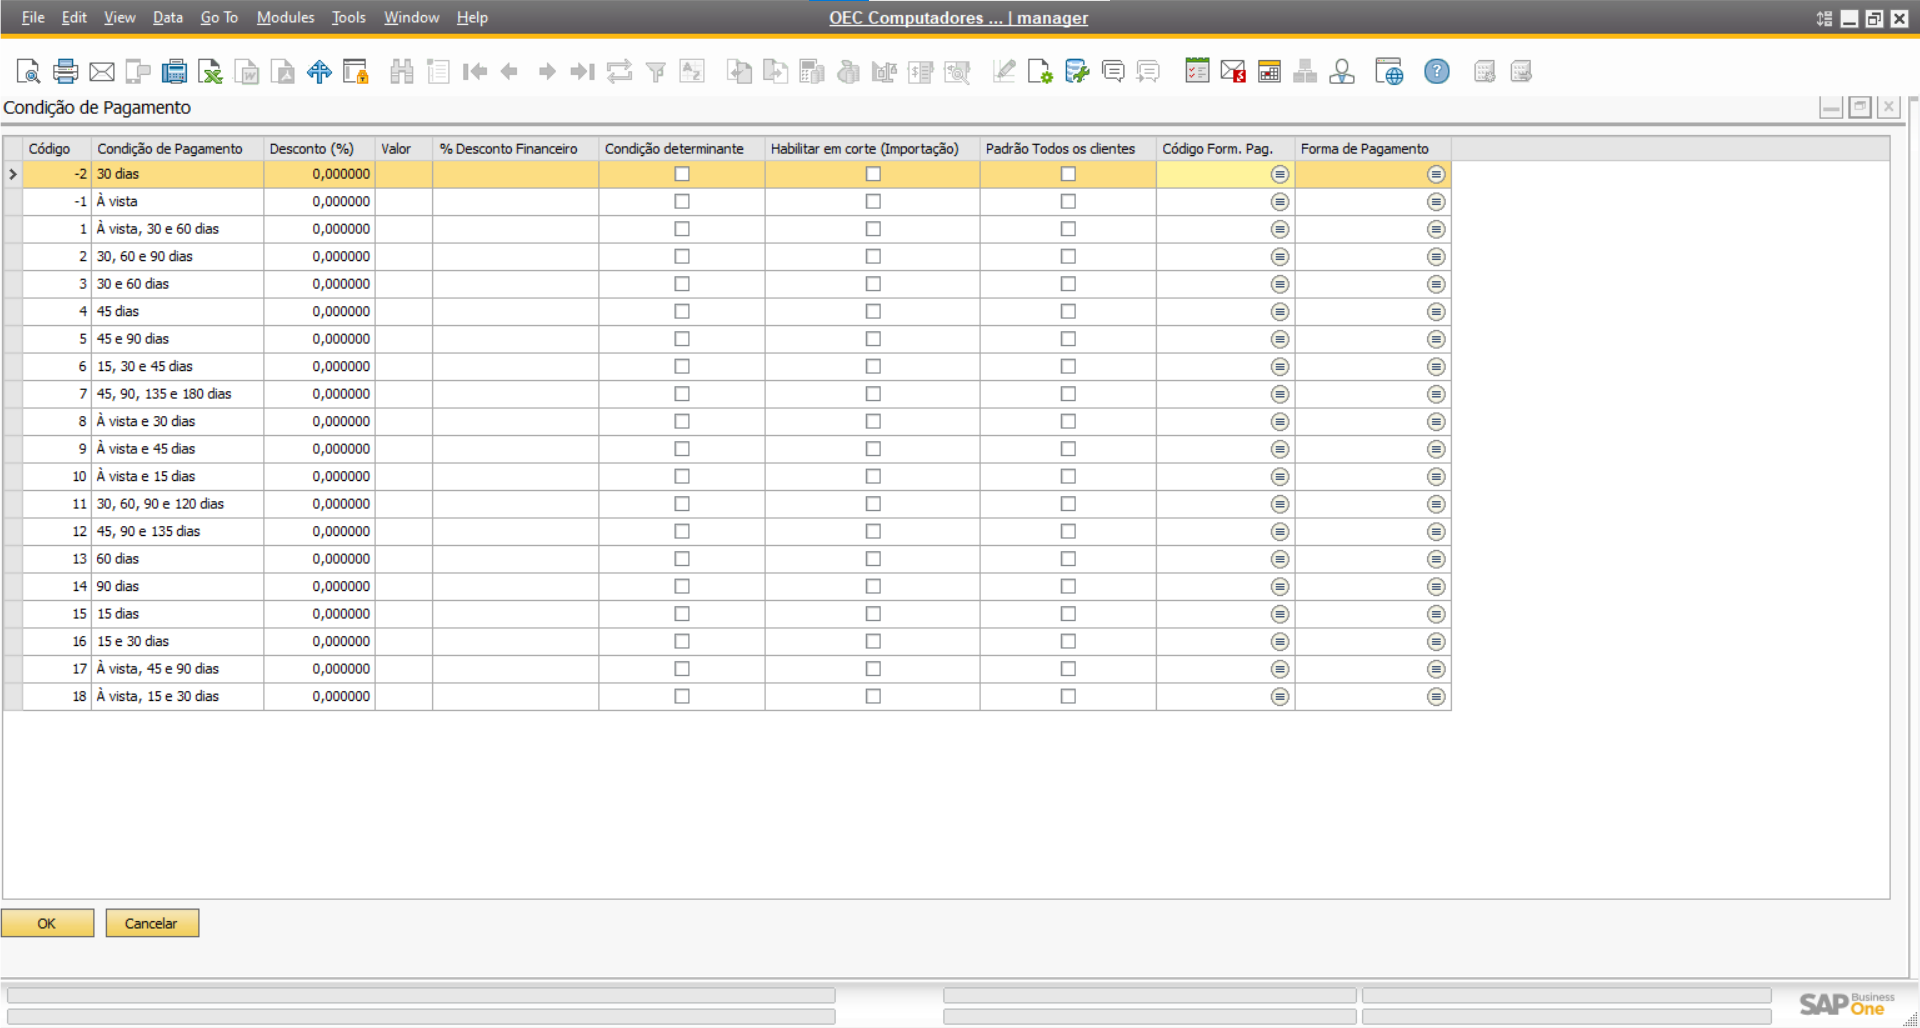 File Edit View Data Go To Modules Tools Window Help OEC Computadores ... | manager
Condição de Pagamento
Código Condição de Pagamento Desconto (%) Valor % Desconto Financeiro Condição determinante Habilitar em corte (Importação) Padrão Todos os clientes Código Form. Pag. Forma de Pagamento
-2 30 dias 0,000000
-1 À vista 0,000000
1 À vista, 30 e 60 dias 0,000000
2 30, 60 e 90 dias 0,000000
3 30 e 60 dias 0,000000
4 45 dias 0,000000
5 45 e 90 dias 0,000000
6 15, 30 e 45 dias 0,000000
7 45, 90, 135 e 180 dias 0,000000
8 À vista e 30 dias 0,000000
9 À vista e 45 dias 0,000000
10 À vista e 15 dias 0,000000
11 30, 60, 90 e 120 dias 0,000000
12 45, 90 e 135 dias 0,000000
13 60 dias 0,000000
14 90 dias 0,000000
15 15 dias 0,000000
16 15 e 30 dias 0,000000
17 À vista, 45 e 90 dias 0,000000
18 À vista, 15 e 30 dias 0,000000
OK Cancelar
SAP Business One